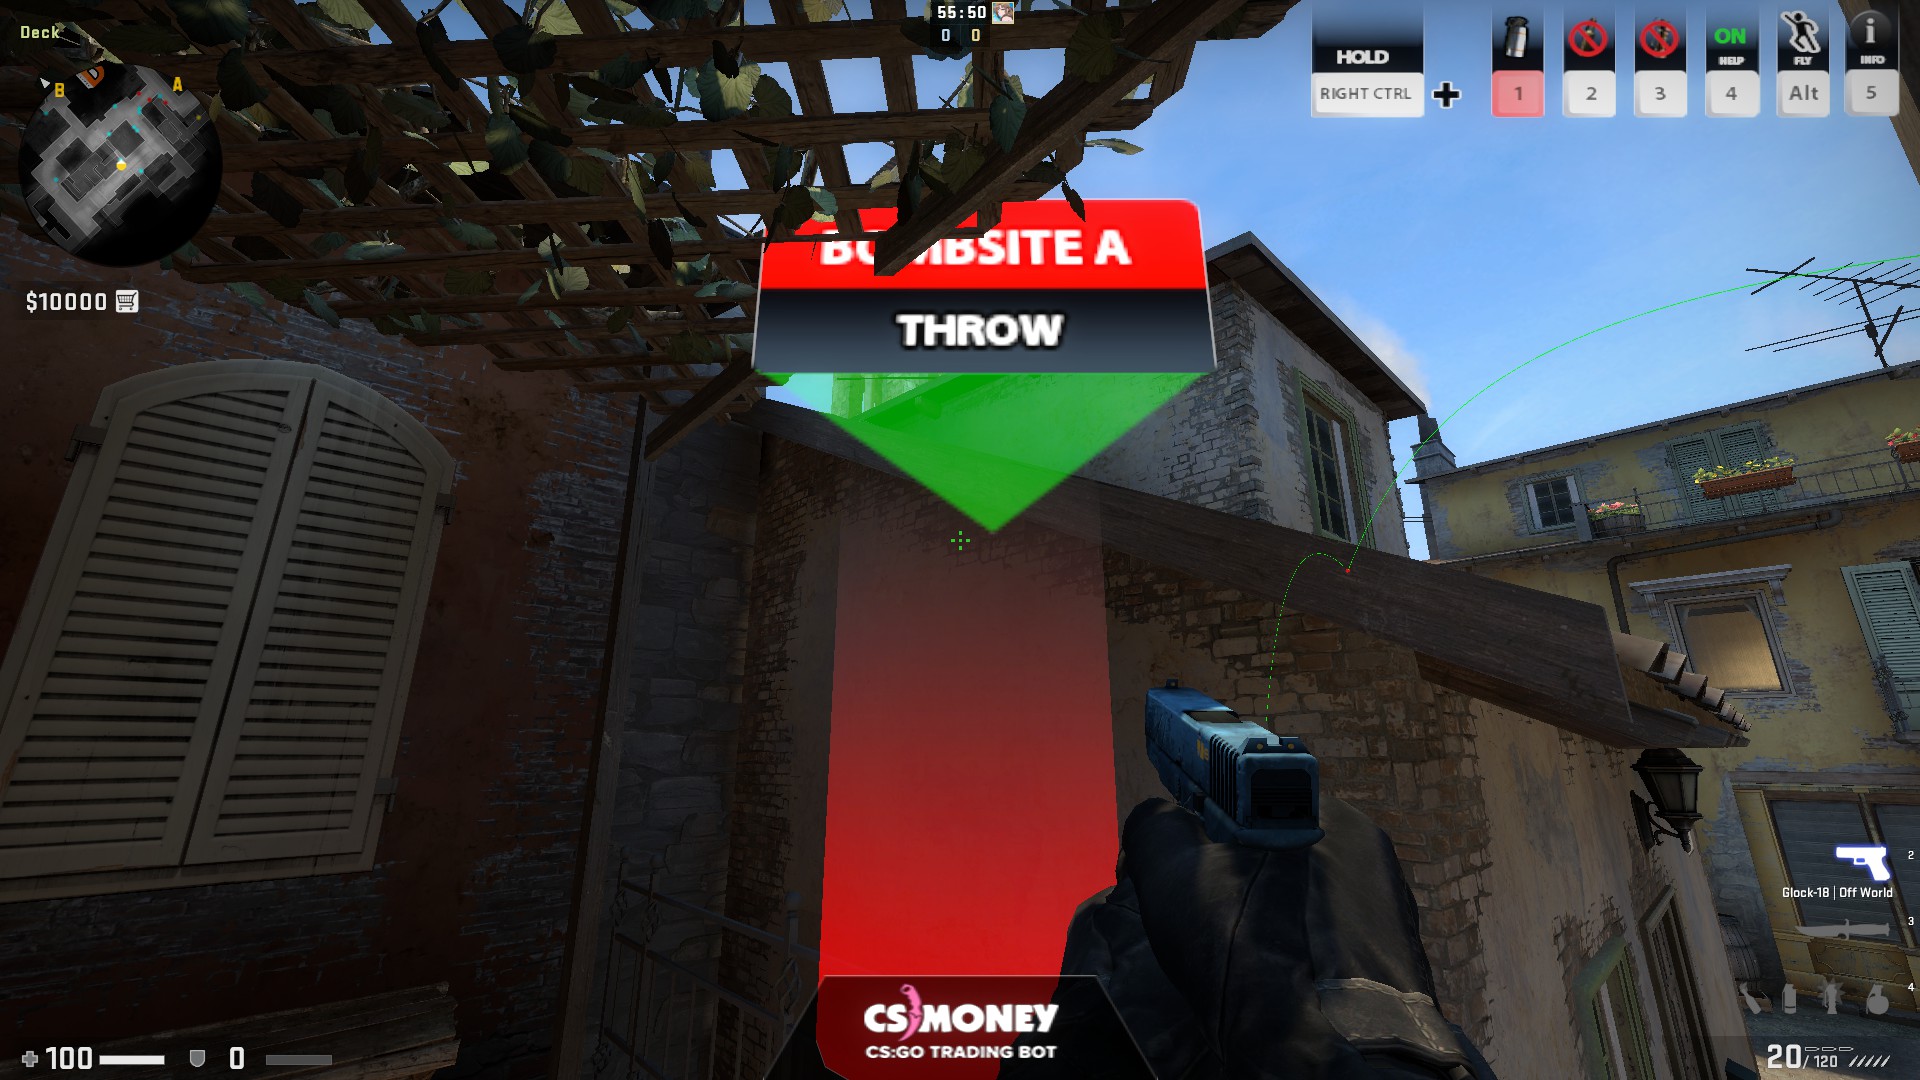 Deck
55:50
0 0
B
A
$10000
HOLD
RIGHT CTRL
1
2
3
ON
HELP
4
FLY
Alt
i
INFO
5
BOMBSITE A
THROW
2
Glock-18 | Off World
3
4
CS MONEY
CS:GO TRADING BOT
100
0
20/ 120